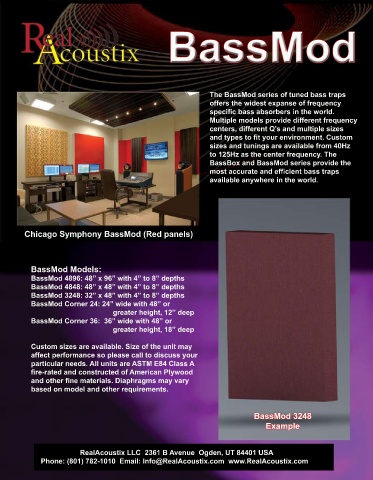 RealAcoustix
BassMod
The BassMod series of tuned bass traps
offers the widest expanse of frequency
specific bass absorbers in the world.
Multiple models provide different frequency
centers, different Q's and multiple sizes
and types to fit your environment. Custom
sizes and tunings are available from 40Hz
to 125Hz as the center frequency. The
BassBox and BassMod series provide the
most accurate and efficient bass traps
available anywhere in the world.
Chicago Symphony BassMod (Red panels)
BassMod Models:
BassMod 4896: 48" x 96" with 4" to 8" depths
BassMod 4848: 48" x 48" with 4" to 8" depths
BassMod 3248: 32" x 48" with 4" to 8" depths
BassMod Corner 24: 24" wide with 48" or
greater height, 12" deep
BassMod Corner 36: 36" wide with 48" or
greater height, 18" deep
Custom sizes are available. Size of the unit may
affect performance so please call to discuss your
particular needs. All units are ASTM E84 Class A
fire-rated and constructed of American Plywood
and other fine materials. Diaphragms may vary
based on model and other requirements.
BassMod 3248
Example
RealAcoustix LLC 2361 B Avenue Ogden, UT 84401 USA
Phone: (801) 782-1010 Email: Info@RealAcoustix.com www.RealAcoustix.com